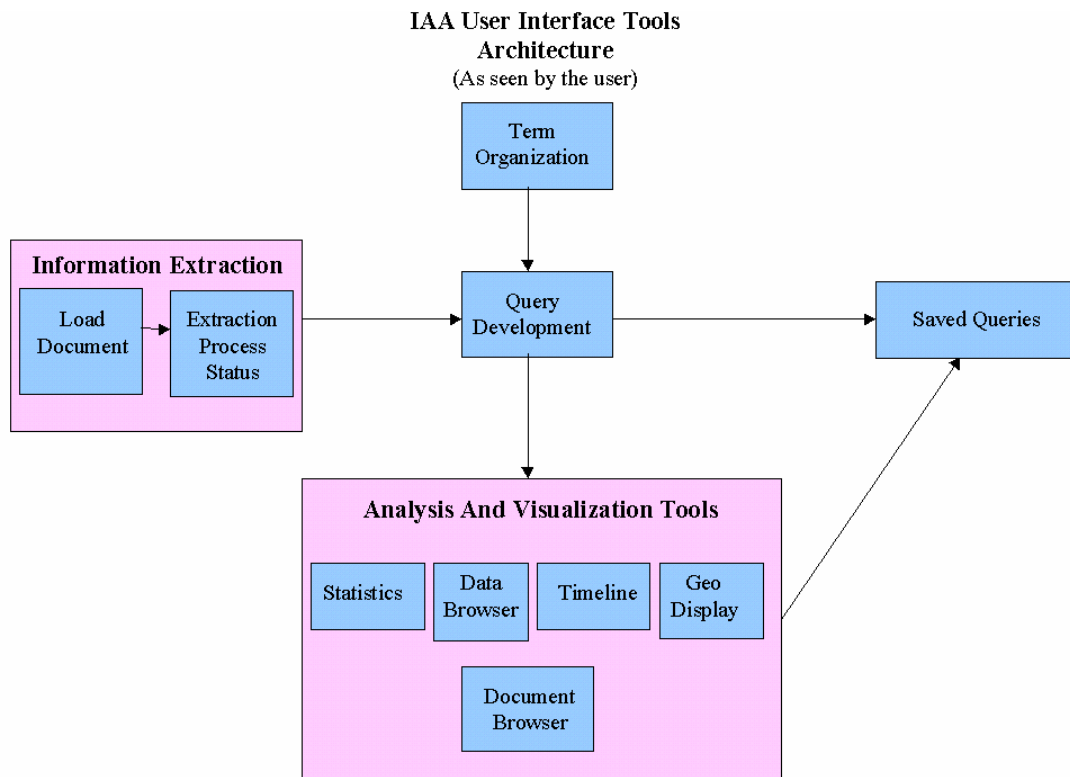 IAA User Interface Tools
Architecture
(As seen by the user)
Term
Organization
Information Extraction
Load
Document
Extraction
Process
Status
Query
Development
Saved Queries
Analysis And Visualization Tools
Statistics
Data
Browser
Timeline
Geo
Display
Document
Browser